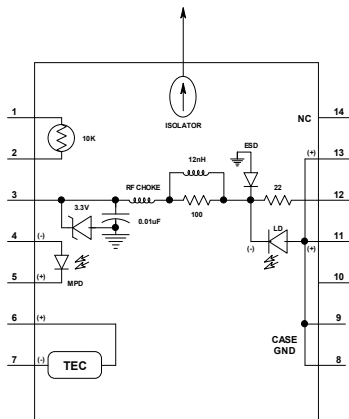 ISOLATOR
1
10K
2
3
3.3V
0.01uF
RF CHOKE
12nH
100
ESD
22
4
(-)
5
(+)
MPD
6
(+)
7
(-)
TEC
NC
14
(+)
13
12
LD
(-)
(+)
11
10
CASE
GND
9
8